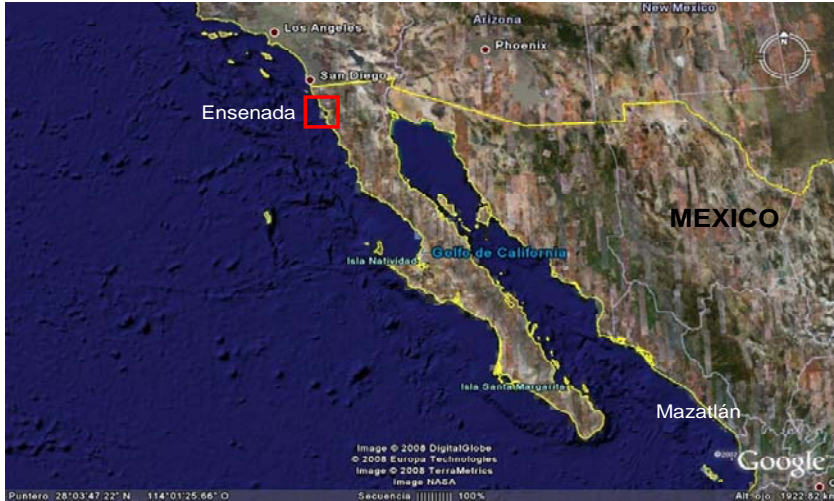 New Mexico
Arizona
Los Angeles
Phoenix
N
San Diego
Ensenada
MEXICO
Golfo de California
Isla Natividad
Isla Santa Margarita
Mazatlán
Image © 2008 DigitalGlobe
© 2008 Europa Technologies
Image © 2008 TerraMetrics
Image NASA
©2007 Google
Puntero 28°03'47.22" N 114°01'25.66" O
Secuencia 100%
Alt. ojo 1922.82 km